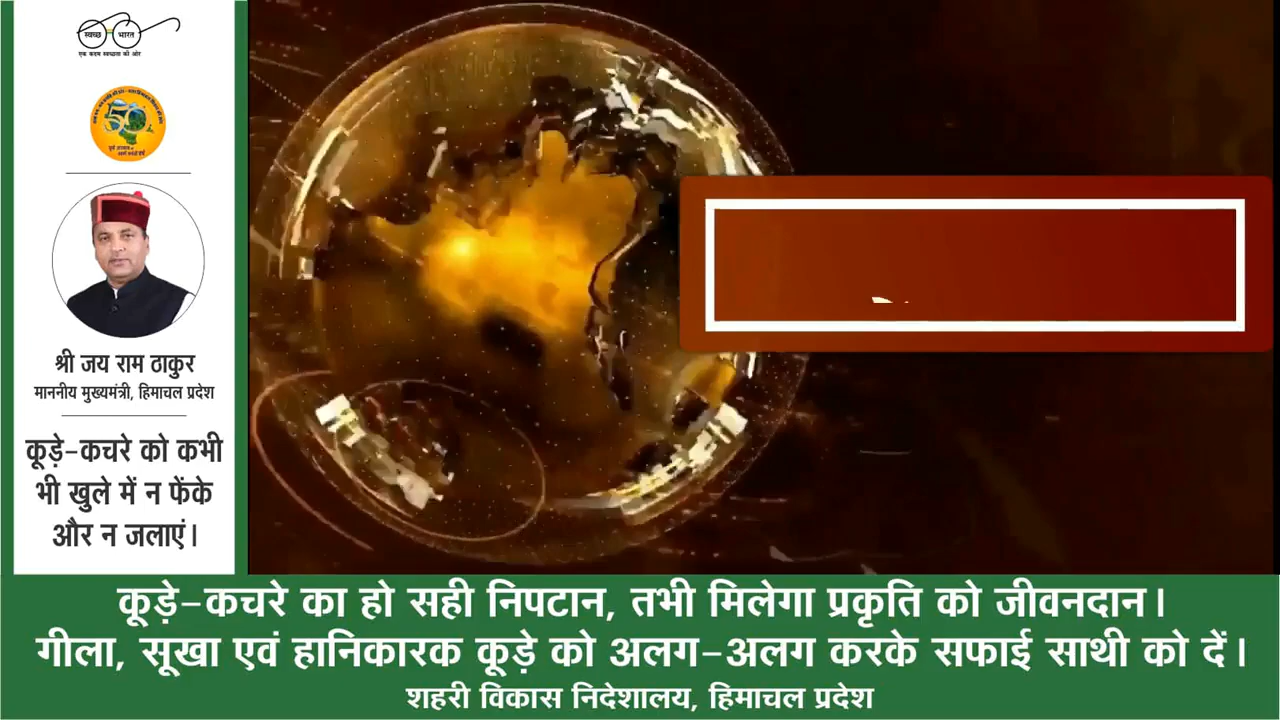 स्वच्छ भारत
एक कदम स्वच्छता की ओर
50
श्री जय राम ठाकुर
माननीय मुख्यमंत्री, हिमाचल प्रदेश
कूड़े-कचरे को कभी
भी खुले में न फेंके
और न जलाएं।
कूड़े-कचरे का हो सही निपटान, तभी मिलेगा प्रकृति को जीवनदान।
गीला, सूखा एवं हानिकारक कूड़े को अलग-अलग करके सफाई साथी को दें।
शहरी विकास निदेशालय, हिमाचल प्रदेश